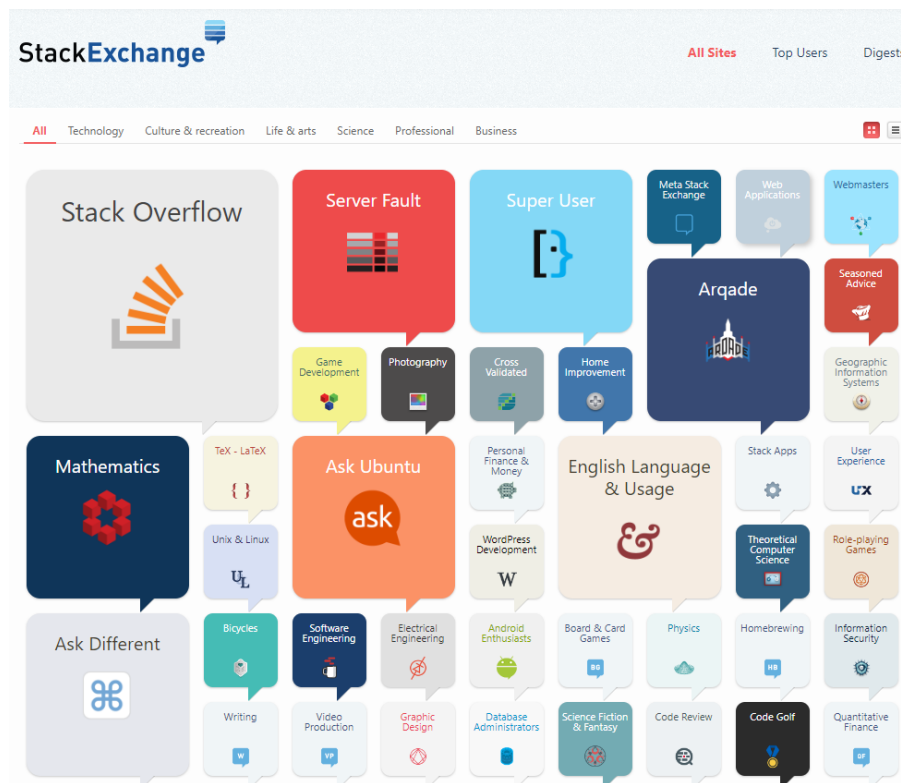 StackExchange
All Sites
Top Users
Digests
All
Technology
Culture & recreation
Life & arts
Science
Professional
Business
Stack Overflow
Server Fault
Super User
Meta Stack
Exchange
Web
Applications
Webmasters
Arqade
ARQADE
Seasoned
Advice
Game
Development
Photography
Cross
Validated
Home
Improvement
Geographic
Information
Systems
Mathematics
TeX - LaTeX
{ }
Ask Ubuntu
ask
Personal
Finance &
Money
English Language
& Usage
&
Stack Apps
User
Experience
UX
Unix & Linux
UL
WordPress
Development
W
Theoretical
Computer
Science
Role-playing
Games
Ask Different
⌘
Bicycles
Software
Engineering
Electrical
Engineering
Android
Enthusiasts
Board & Card
Games
BG
Physics
Homebrewing
HB
Information
Security
Writing
W
Video
Production
VP
Graphic
Design
Database
Administrators
Science Fiction
& Fantasy
Code Review
Code Golf
Quantitative
Finance
QF